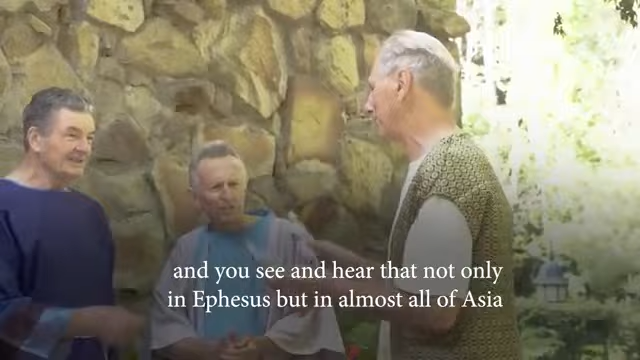 and you see and hear that not only
in Ephesus but in almost all of Asia